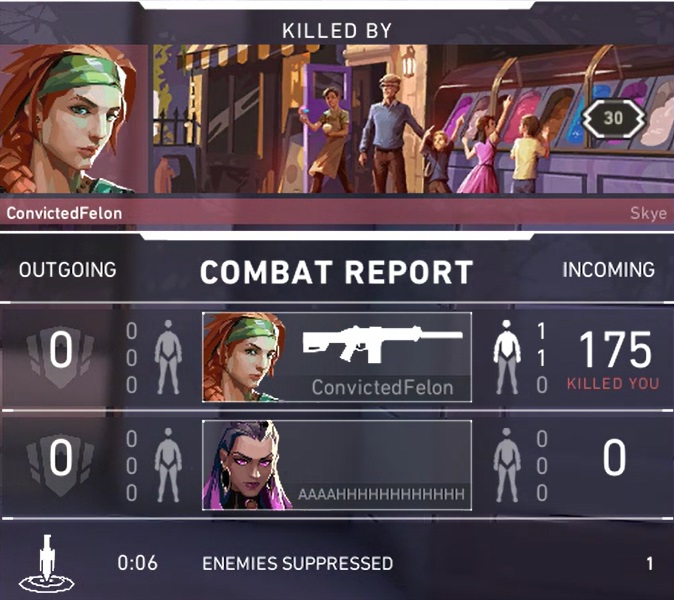 KILLED BY
30
ConvictedFelon Skye
OUTGOING COMBAT REPORT INCOMING
0 0 0 0 ConvictedFelon 1 1 0 175 KILLED YOU
0 0 0 0 AAAAHHHHHHHHHHHHH 0 0 0 0
0:06 ENEMIES SUPPRESSED 1